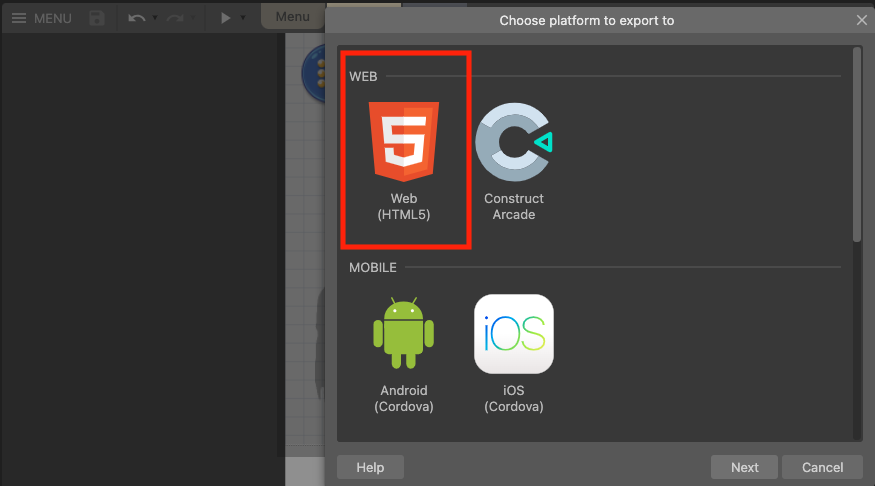 MENU
Menu
Choose platform to export to
WEB
Web
(HTML5)
Construct
Arcade
MOBILE
iOS
Android
(Cordova)
iOS
(Cordova)
Help
Next
Cancel